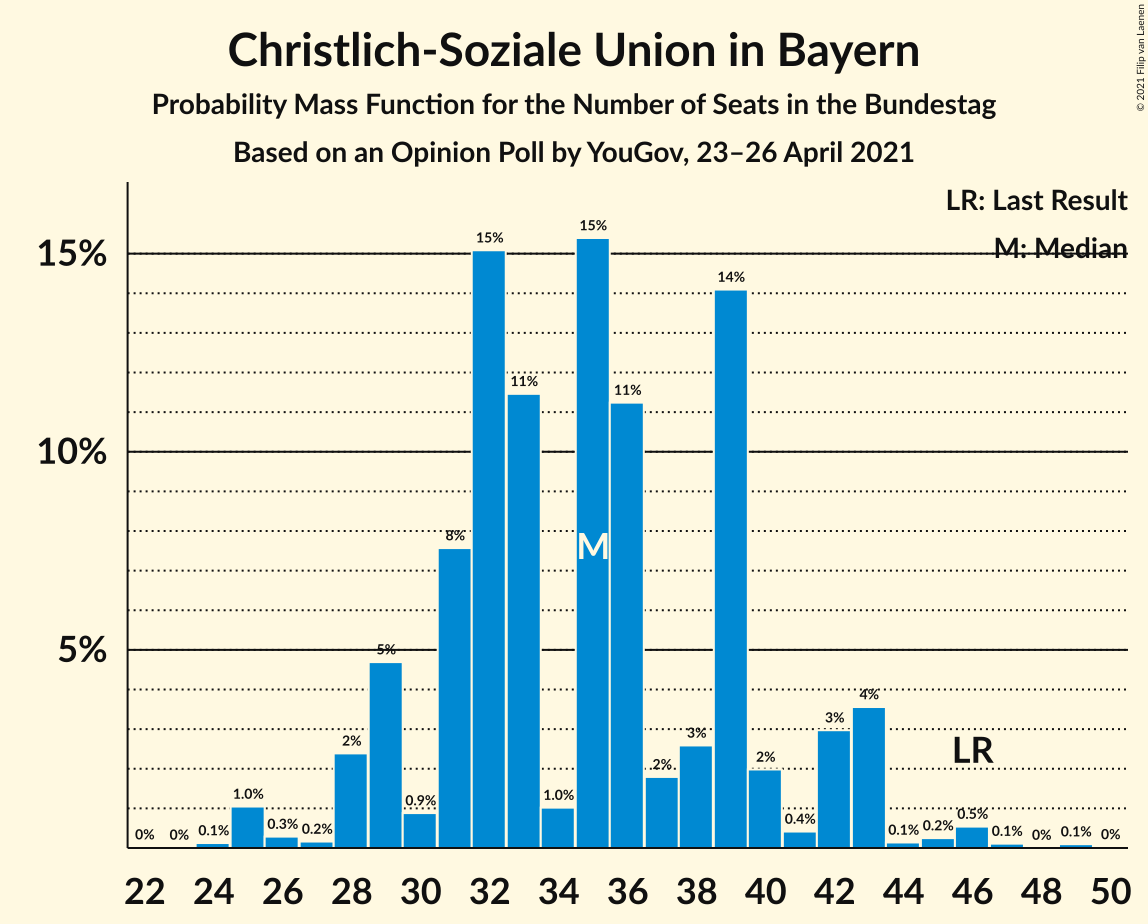 Christlich-Soziale Union in Bayern
Probability Mass Function for the Number of Seats in the Bundestag
Based on an Opinion Poll by YouGov, 23–26 April 2021
© 2021 Filip van Laenen
LR: Last Result
M: Median
15%
10%
5%
0% 0% 0.1% 1.0% 0.3% 0.2% 2% 5% 0.9% 8% 15% 11% 1.0% 15% 11% 2% 3% 14% 2% 0.4% 3% 4% 0.1% 0.2% 0.5% 0.1% 0% 0.1% 0%
M
LR
22 24 26 28 30 32 34 36 38 40 42 44 46 48 50